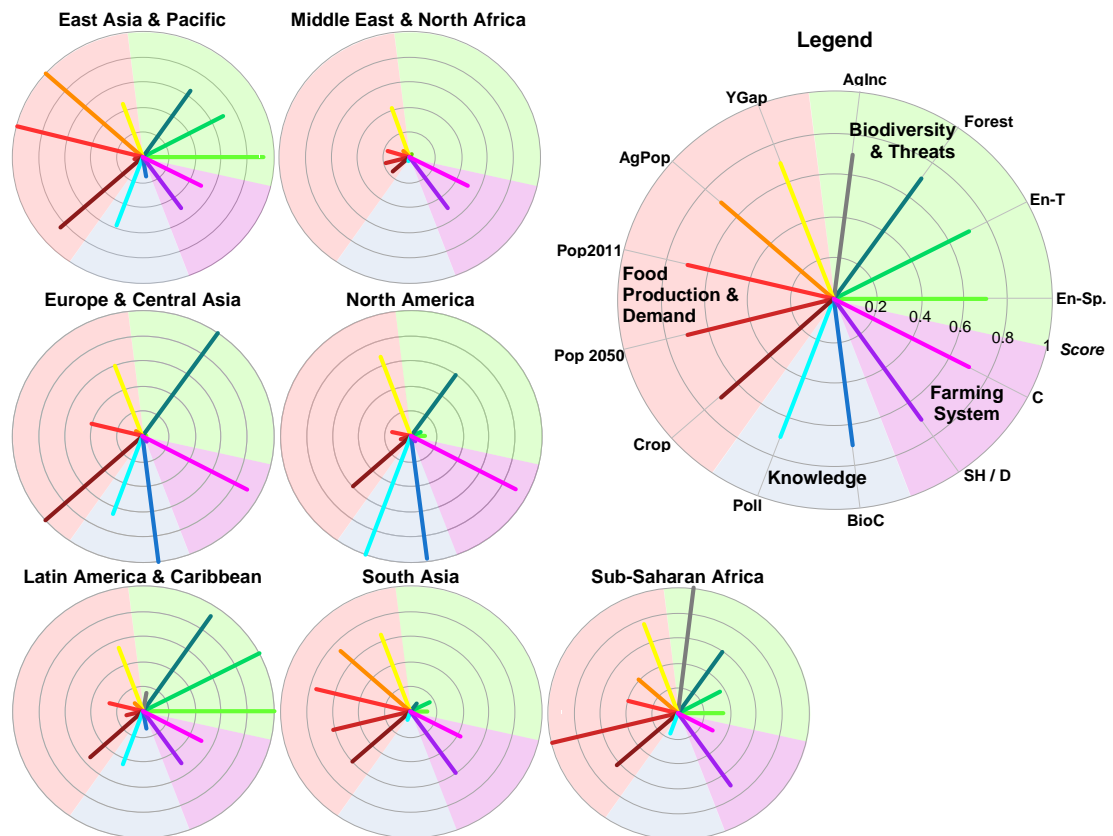 East Asia & Pacific
Middle East & North Africa
Legend
AgInc
YGap
Forest
Biodiversity
& Threats
AgPop
En-T
Pop2011
Food
Production &
Demand
En-Sp.
0.2
0.4
0.6
0.8
1
Score
Pop 2050
Farming
System
C
Crop
Knowledge
SH / D
Poll
BioC
Europe & Central Asia
North America
Latin America & Caribbean
South Asia
Sub-Saharan Africa